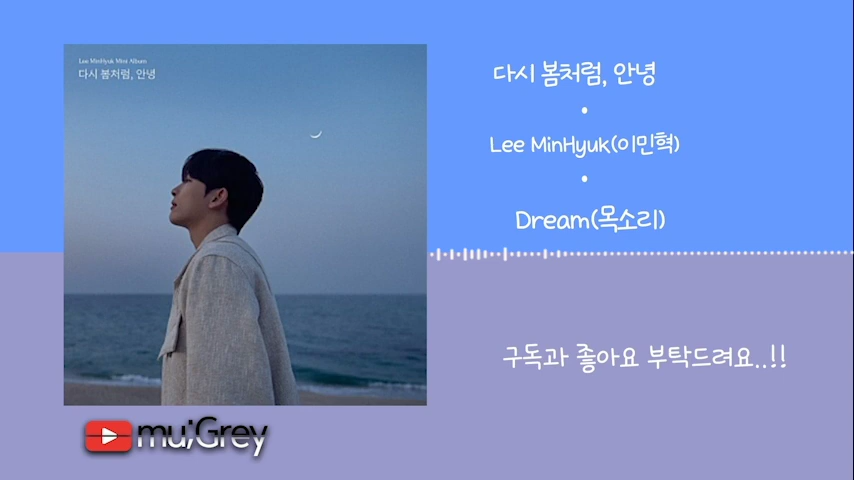 Lee MinHyuk Mini Album
다시 봄처럼, 안녕
다시 봄처럼, 안녕
Lee MinHyuk(이민혁)
Dream(목소리)
구독과 좋아요 부탁드려요..!!
mu;Grey